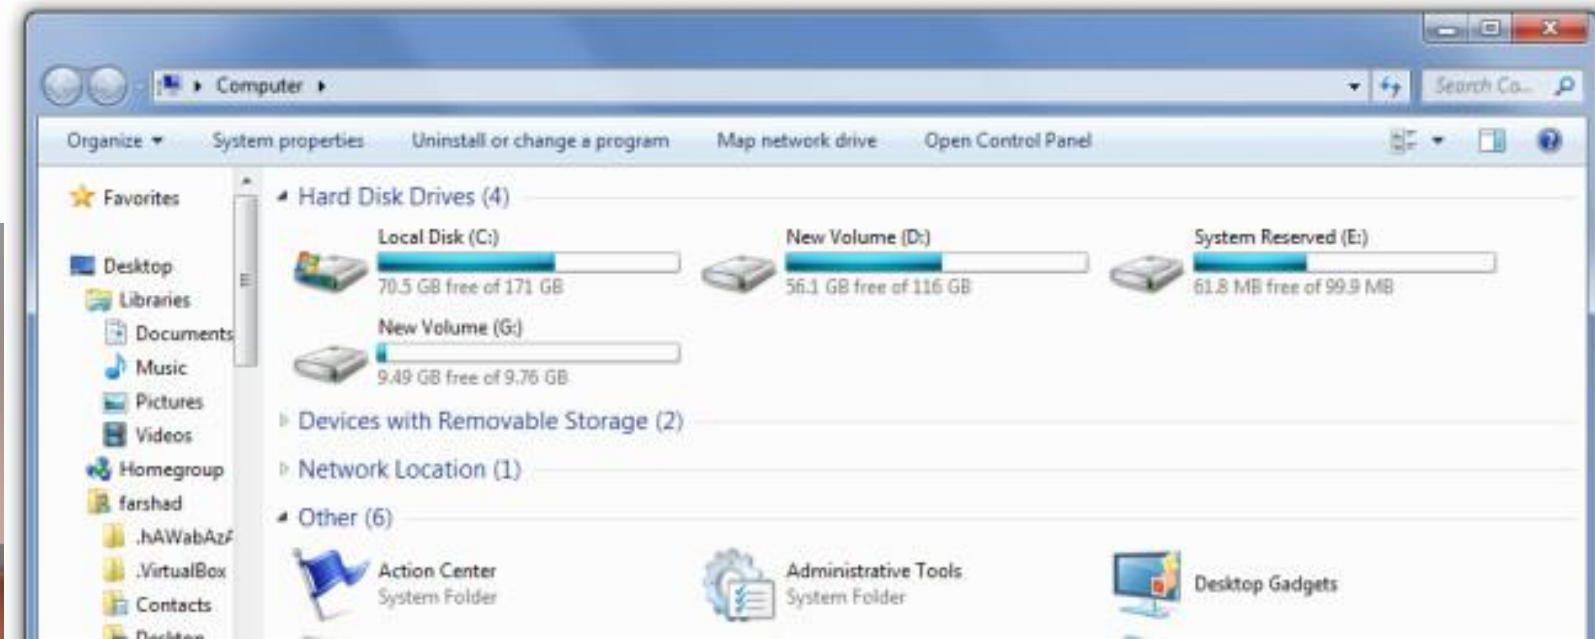 Computer
Search Co...
Organize
System properties
Uninstall or change a program
Map network drive
Open Control Panel
Favorites
Desktop
Libraries
Documents
Music
Pictures
Videos
Homegroup
farshad
.VirtualBox
Contacts
Desktop
Hard Disk Drives (4)
Local Disk (C:)
70.5 GB free of 171 GB
New Volume (D:)
56.1 GB free of 116 GB
System Reserved (E:)
61.8 MB free of 99.9 MB
New Volume (G:)
9.49 GB free of 9.76 GB
Devices with Removable Storage (2)
Network Location (1)
Other (6)
Action Center
System Folder
Administrative Tools
System Folder
Desktop Gadgets